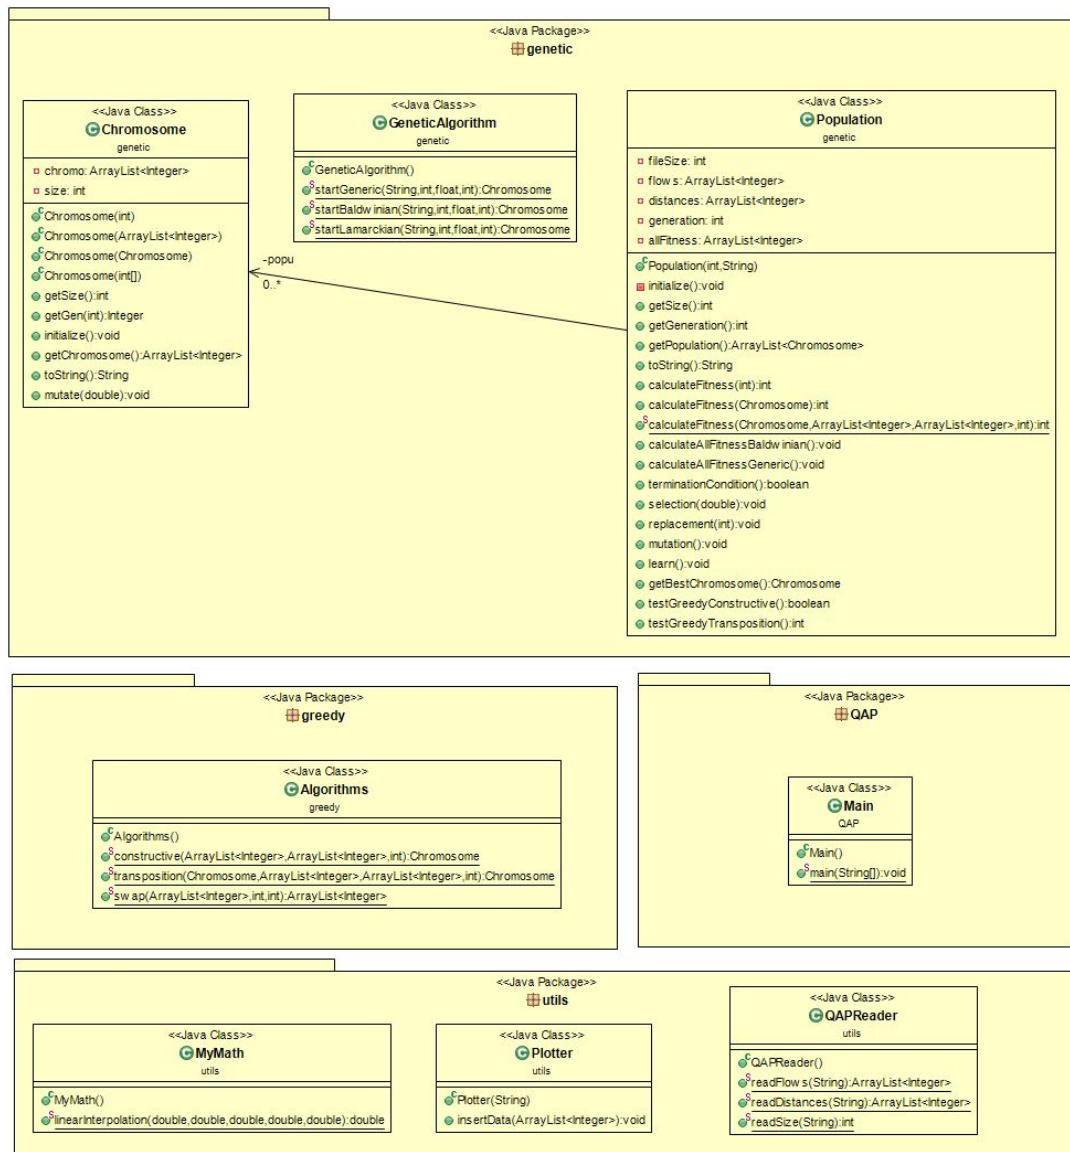 <<Java Package>>
genetic
<<Java Class>>
Chromosome
genetic
chromo: ArrayList<Integer>
size: int
Chromosome(int)
Chromosome(ArrayList<Integer>)
Chromosome(Chromosome)
Chromosome(int[])
getSize():int
getGen(int):Integer
initialize():void
getChromosome():ArrayList<Integer>
toString():String
mutate(double):void
<<Java Class>>
GeneticAlgorithm
genetic
GeneticAlgorithm()
startGeneric(String,int,float,int):Chromosome
startBaldwinian(String,int,float,int):Chromosome
startLamarckian(String,int,float,int):Chromosome
-popu
0..*
<<Java Class>>
Population
genetic
fileSize: int
flows: ArrayList<Integer>
distances: ArrayList<Integer>
generation: int
allFitness: ArrayList<Integer>
Population(int,String)
initialize():void
getSize():int
getGeneration():int
getPopulation():ArrayList<Chromosome>
toString():String
calculateFitness(int):int
calculateFitness(Chromosome):int
calculateFitness(Chromosome,ArrayList<Integer>,ArrayList<Integer>,int):int
calculateAllFitnessBaldwinian():void
calculateAllFitnessGeneric():void
terminationCondition():boolean
selection(double):void
replacement(int):void
mutation():void
learn():void
getBestChromosome():Chromosome
testGreedyConstructive():boolean
testGreedyTransposition():int
<<Java Package>>
greedy
<<Java Class>>
Algorithms
greedy
Algorithms()
constructive(ArrayList<Integer>,ArrayList<Integer>,int):Chromosome
transposition(Chromosome,ArrayList<Integer>,ArrayList<Integer>,int):Chromosome
swap(ArrayList<Integer>,int,int):ArrayList<Integer>
<<Java Package>>
QAP
<<Java Class>>
Main
QAP
Main()
main(String[]):void
<<Java Package>>
utils
<<Java Class>>
MyMath
utils
MyMath()
linearInterpolation(double,double,double,double,double):double
<<Java Class>>
Plotter
utils
Plotter(String)
insertData(ArrayList<Integer>):void
<<Java Class>>
QAPReader
utils
QAPReader()
readFlows(String):ArrayList<Integer>
readDistances(String):ArrayList<Integer>
readSize(String):int